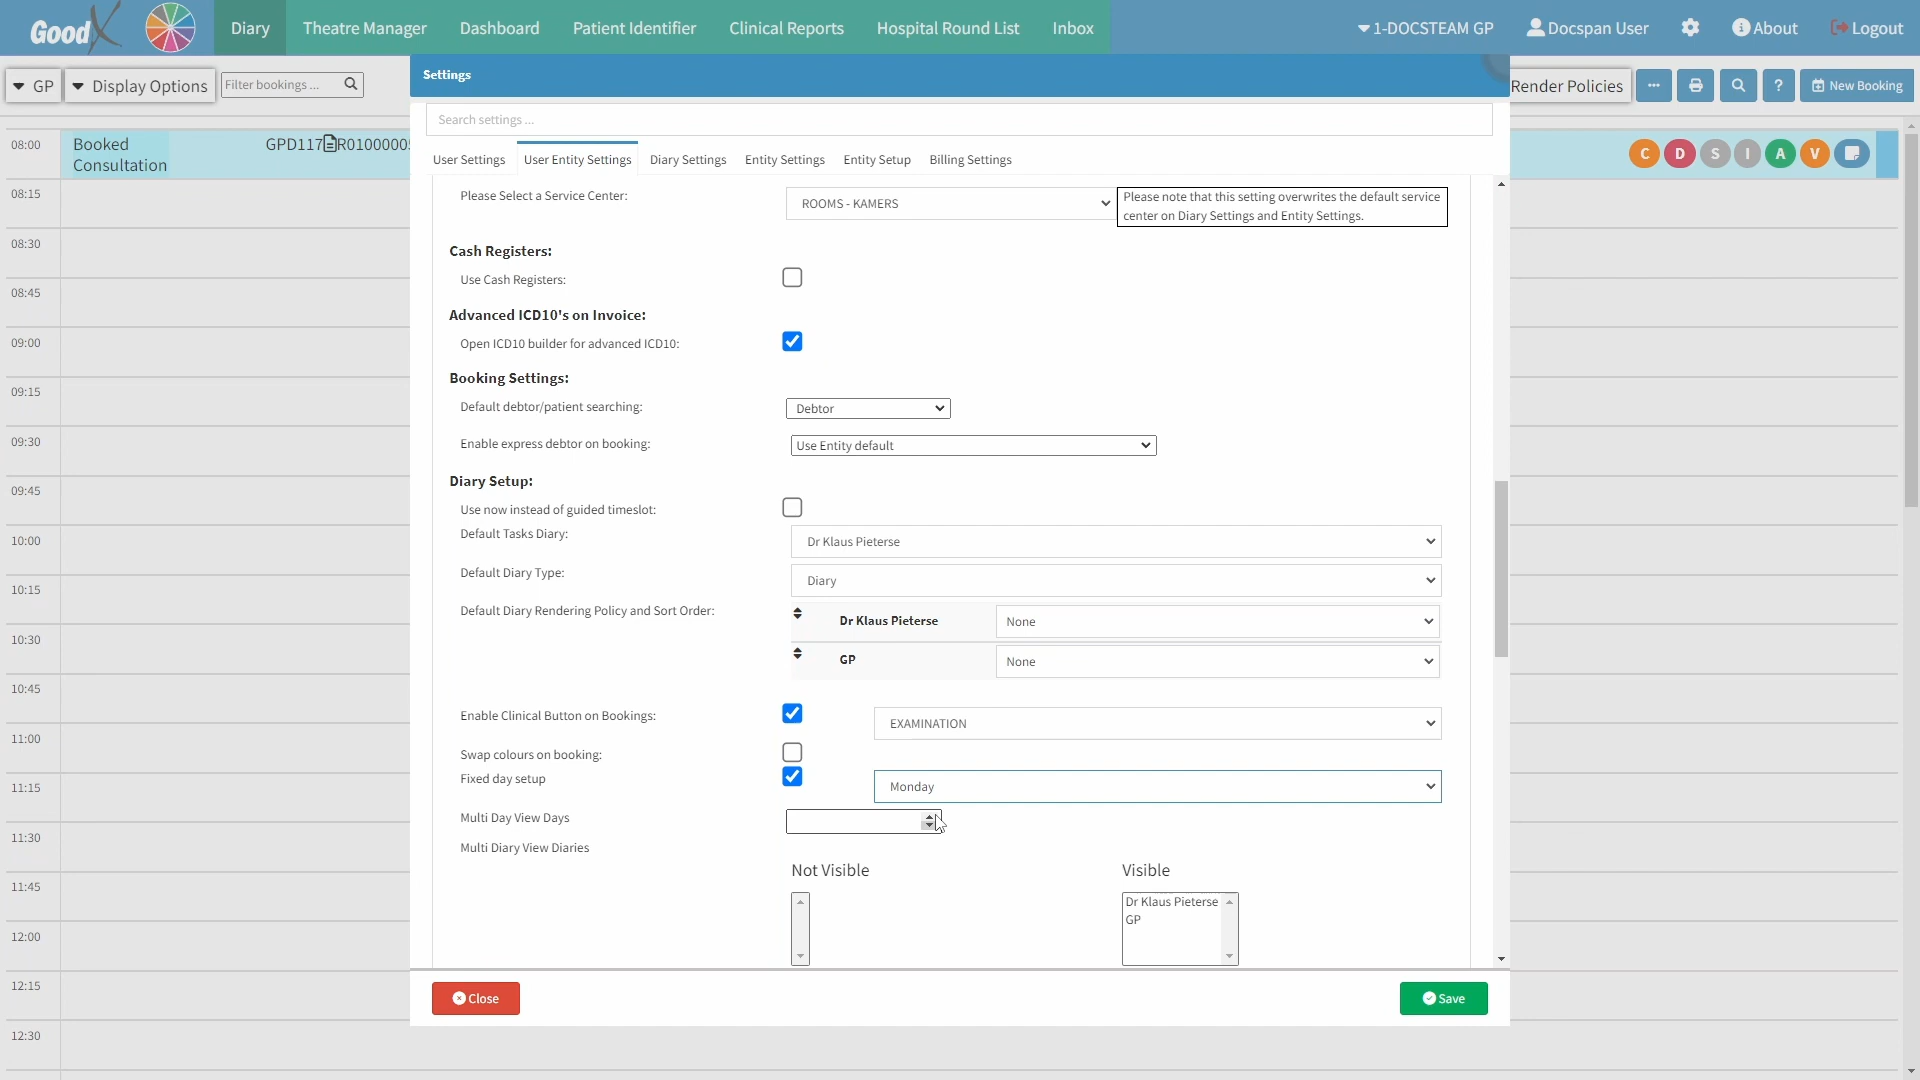 GoodX
Diary
Theatre Manager
Dashboard
Patient Identifier
Clinical Reports
Hospital Round List
Inbox
1-DOCSTEAM GP
Docspan User
About
Logout
GP
Display Options
Filter bookings ...
Settings
Render Policies
...
?
New Booking
Search settings ...
User Settings
User Entity Settings
Diary Settings
Entity Settings
Entity Setup
Billing Settings
08:00
Booked
Consultation
GPD117
R01000005
C
D
S
I
A
V
08:15
08:30
08:45
09:00
09:15
09:30
09:45
10:00
10:15
10:30
10:45
11:00
11:15
11:30
11:45
12:00
12:15
12:30
Please Select a Service Center:
ROOMS - KAMERS
Please note that this setting overwrites the default service
center on Diary Settings and Entity Settings.
Cash Registers:
Use Cash Registers:
Advanced ICD10's on Invoice:
Open ICD10 builder for advanced ICD10:
Booking Settings:
Default debtor/patient searching:
Debtor
Enable express debtor on booking:
Use Entity default
Diary Setup:
Use now instead of guided timeslot:
Default Tasks Diary:
Dr Klaus Pieterse
Default Diary Type:
Diary
Default Diary Rendering Policy and Sort Order:
Dr Klaus Pieterse
None
GP
None
Enable Clinical Button on Bookings:
EXAMINATION
Swap colours on booking:
Fixed day setup
Monday
Multi Day View Days
Multi Diary View Diaries
Not Visible
Visible
Dr Klaus Pieterse
GP
Close
Save